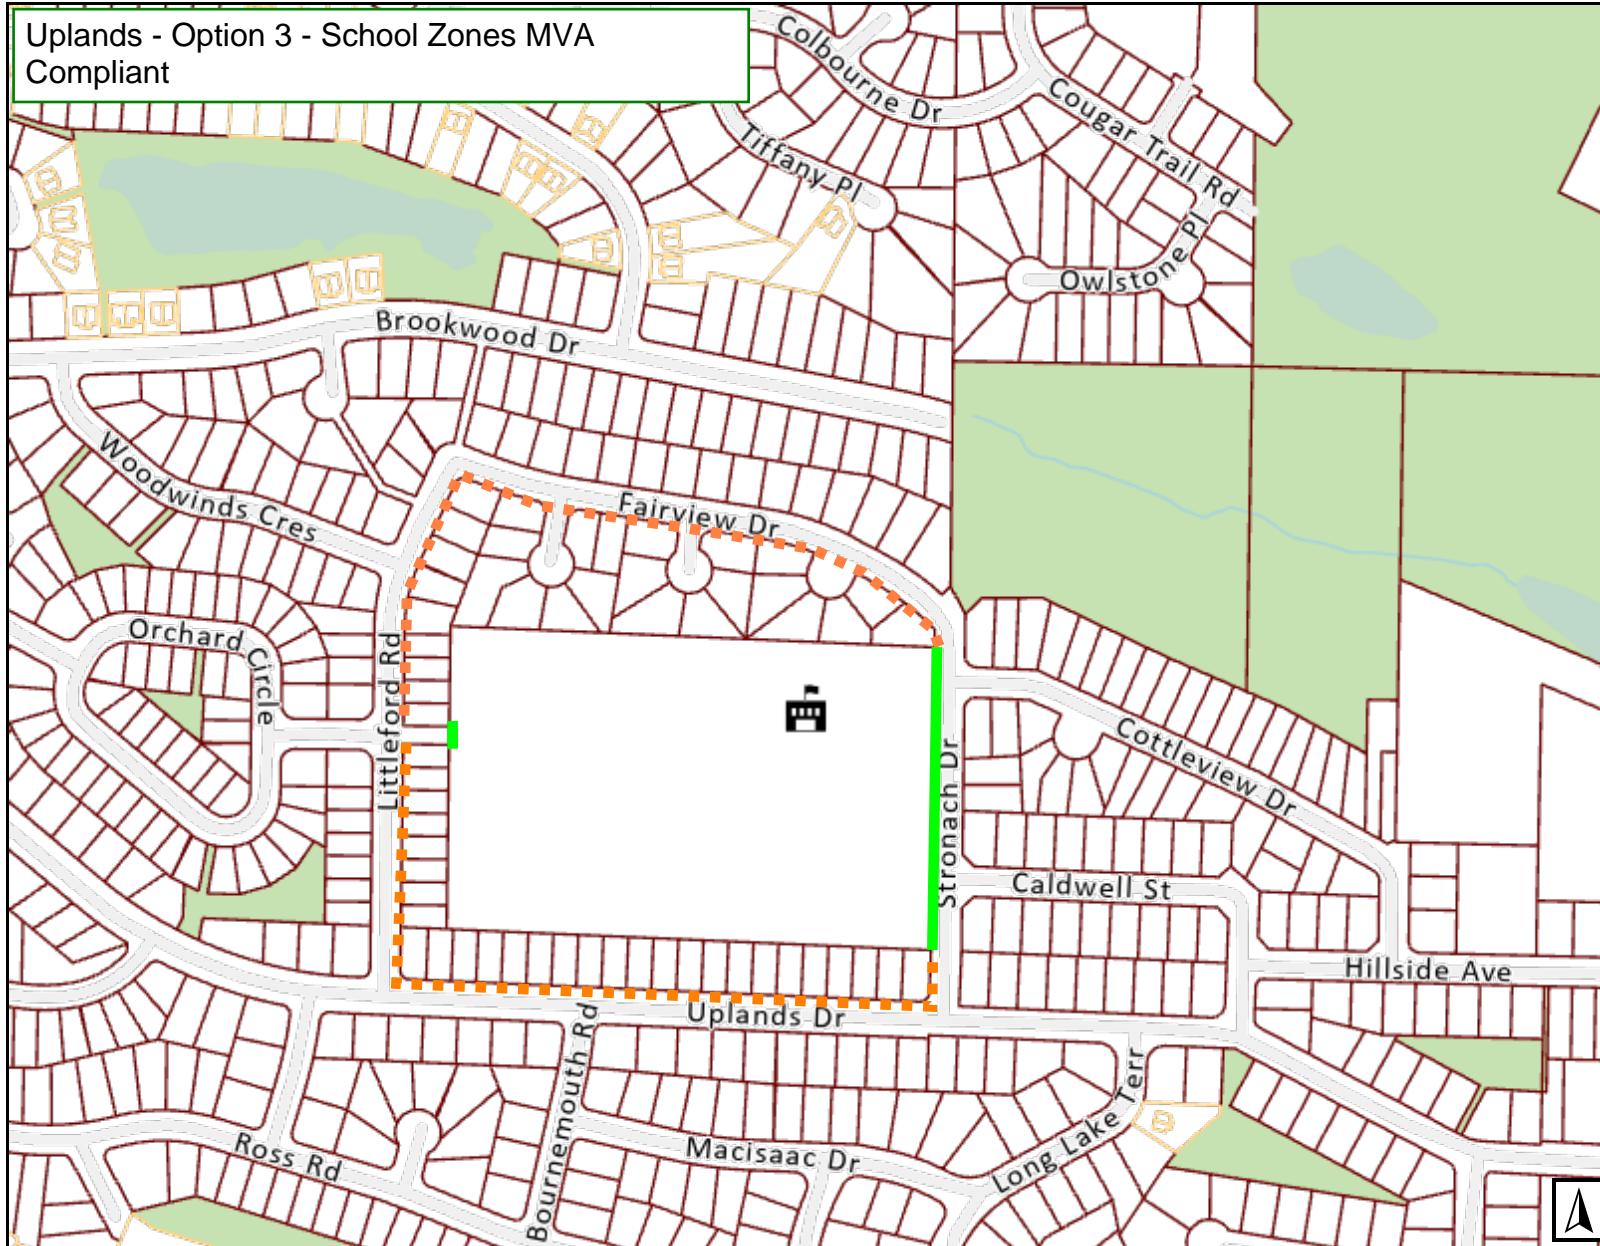 Uplands - Option 3 - School Zones MVA
Compliant
Colbourne Dr
Cougar Trail Rd
Tiffany Pl
Owlstone Pl
Brookwood Dr
Woodwinds Cres
Fairview Dr
Orchard Circle
Littleford Rd
Stronach Dr
Cottleview Dr
Caldwell St
Hillside Ave
Uplands Dr
Bournemouth Rd
Long Lake Terr
Macisaac Dr
Ross Rd